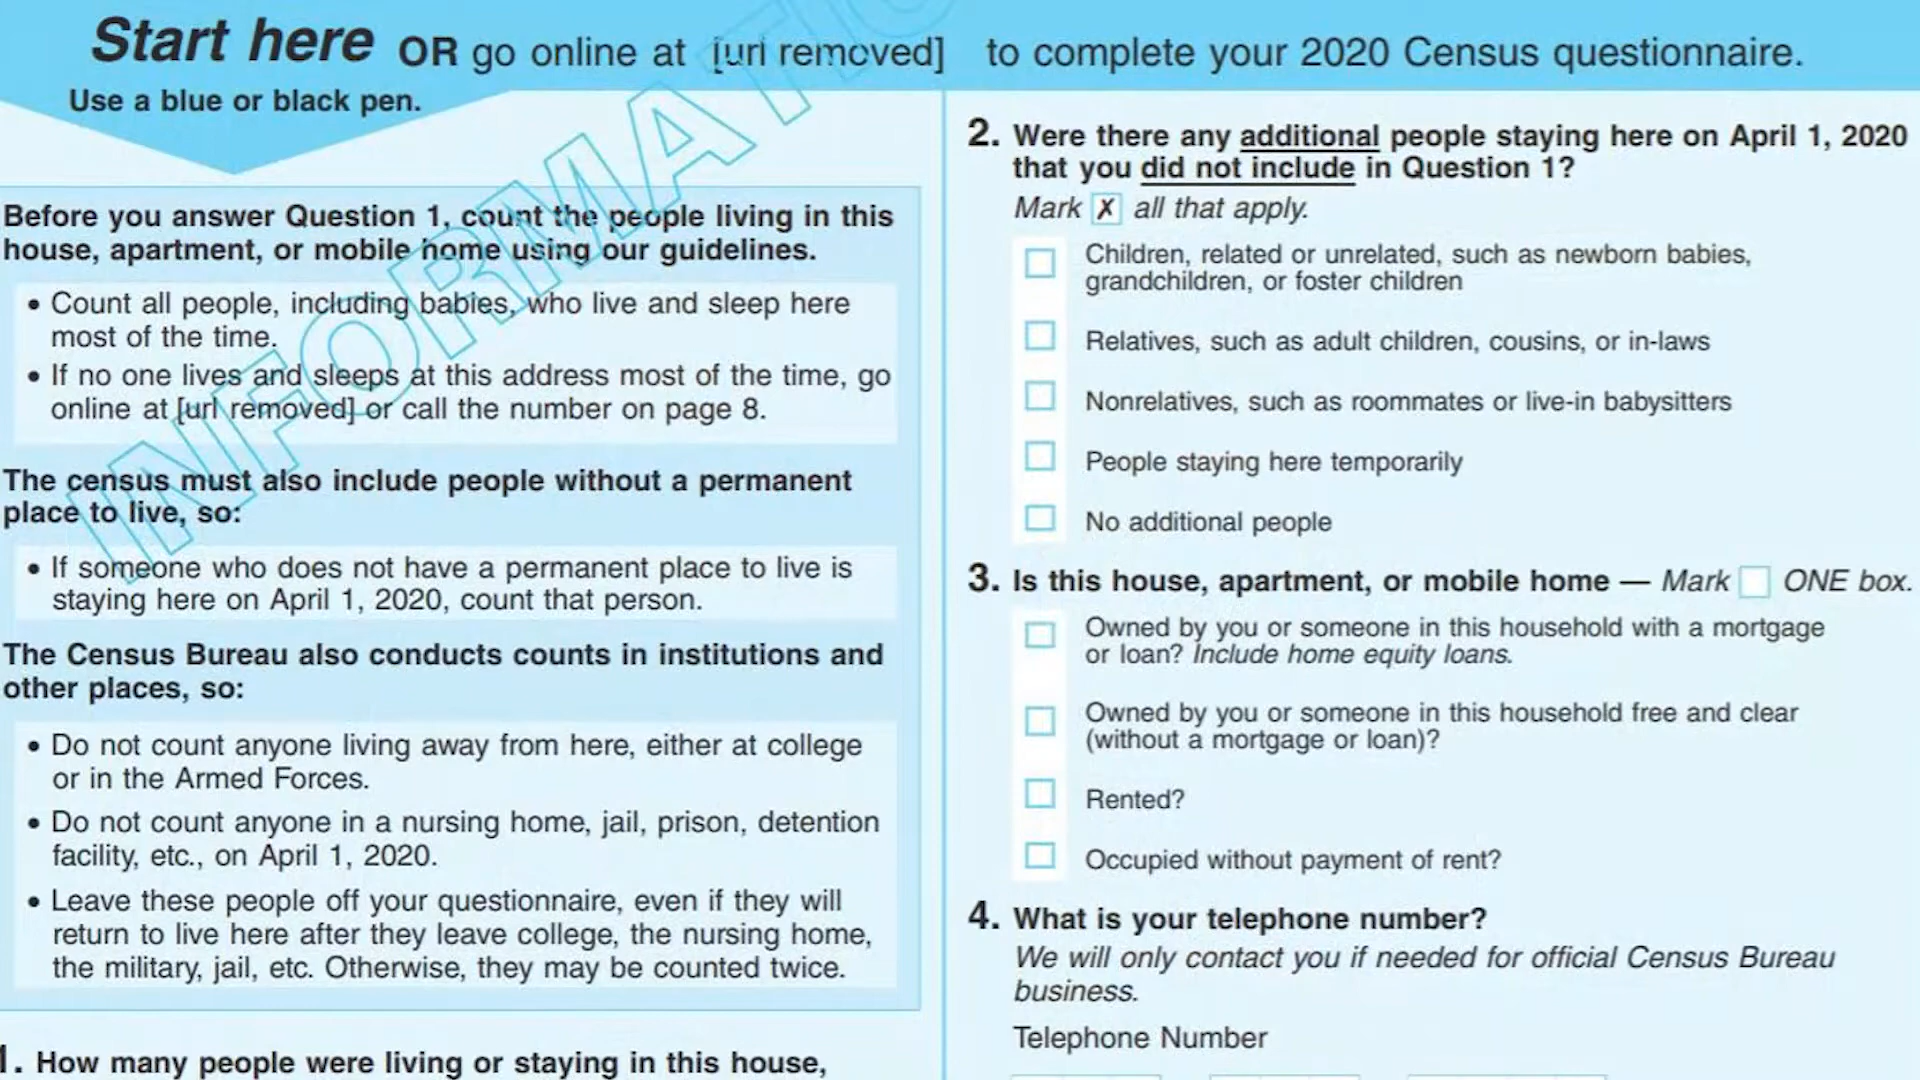 Start here OR go online at [url removed] to complete your 2020 Census questionnaire.
Use a blue or black pen.
Before you answer Question 1, count the people living in this
house, apartment, or mobile home using our guidelines.
• Count all people, including babies, who live and sleep here
most of the time.
• If no one lives and sleeps at this address most of the time, go
online at [url removed] or call the number on page 8.
The census must also include people without a permanent
place to live, so:
• If someone who does not have a permanent place to live is
staying here on April 1, 2020, count that person.
The Census Bureau also conducts counts in institutions and
other places, so:
• Do not count anyone living away from here, either at college
or in the Armed Forces.
• Do not count anyone in a nursing home, jail, prison, detention
facility, etc., on April 1, 2020.
• Leave these people off your questionnaire, even if they will
return to live here after they leave college, the nursing home,
the military, jail, etc. Otherwise, they may be counted twice.
1. How many people were living or staying in this house,
2. Were there any additional people staying here on April 1, 2020
that you did not include in Question 1?
Mark X all that apply.
Children, related or unrelated, such as newborn babies,
grandchildren, or foster children
Relatives, such as adult children, cousins, or in-laws
Nonrelatives, such as roommates or live-in babysitters
People staying here temporarily
No additional people
3. Is this house, apartment, or mobile home — Mark ONE box.
Owned by you or someone in this household with a mortgage
or loan? Include home equity loans.
Owned by you or someone in this household free and clear
(without a mortgage or loan)?
Rented?
Occupied without payment of rent?
4. What is your telephone number?
We will only contact you if needed for official Census Bureau
business.
Telephone Number
INFORMATIO